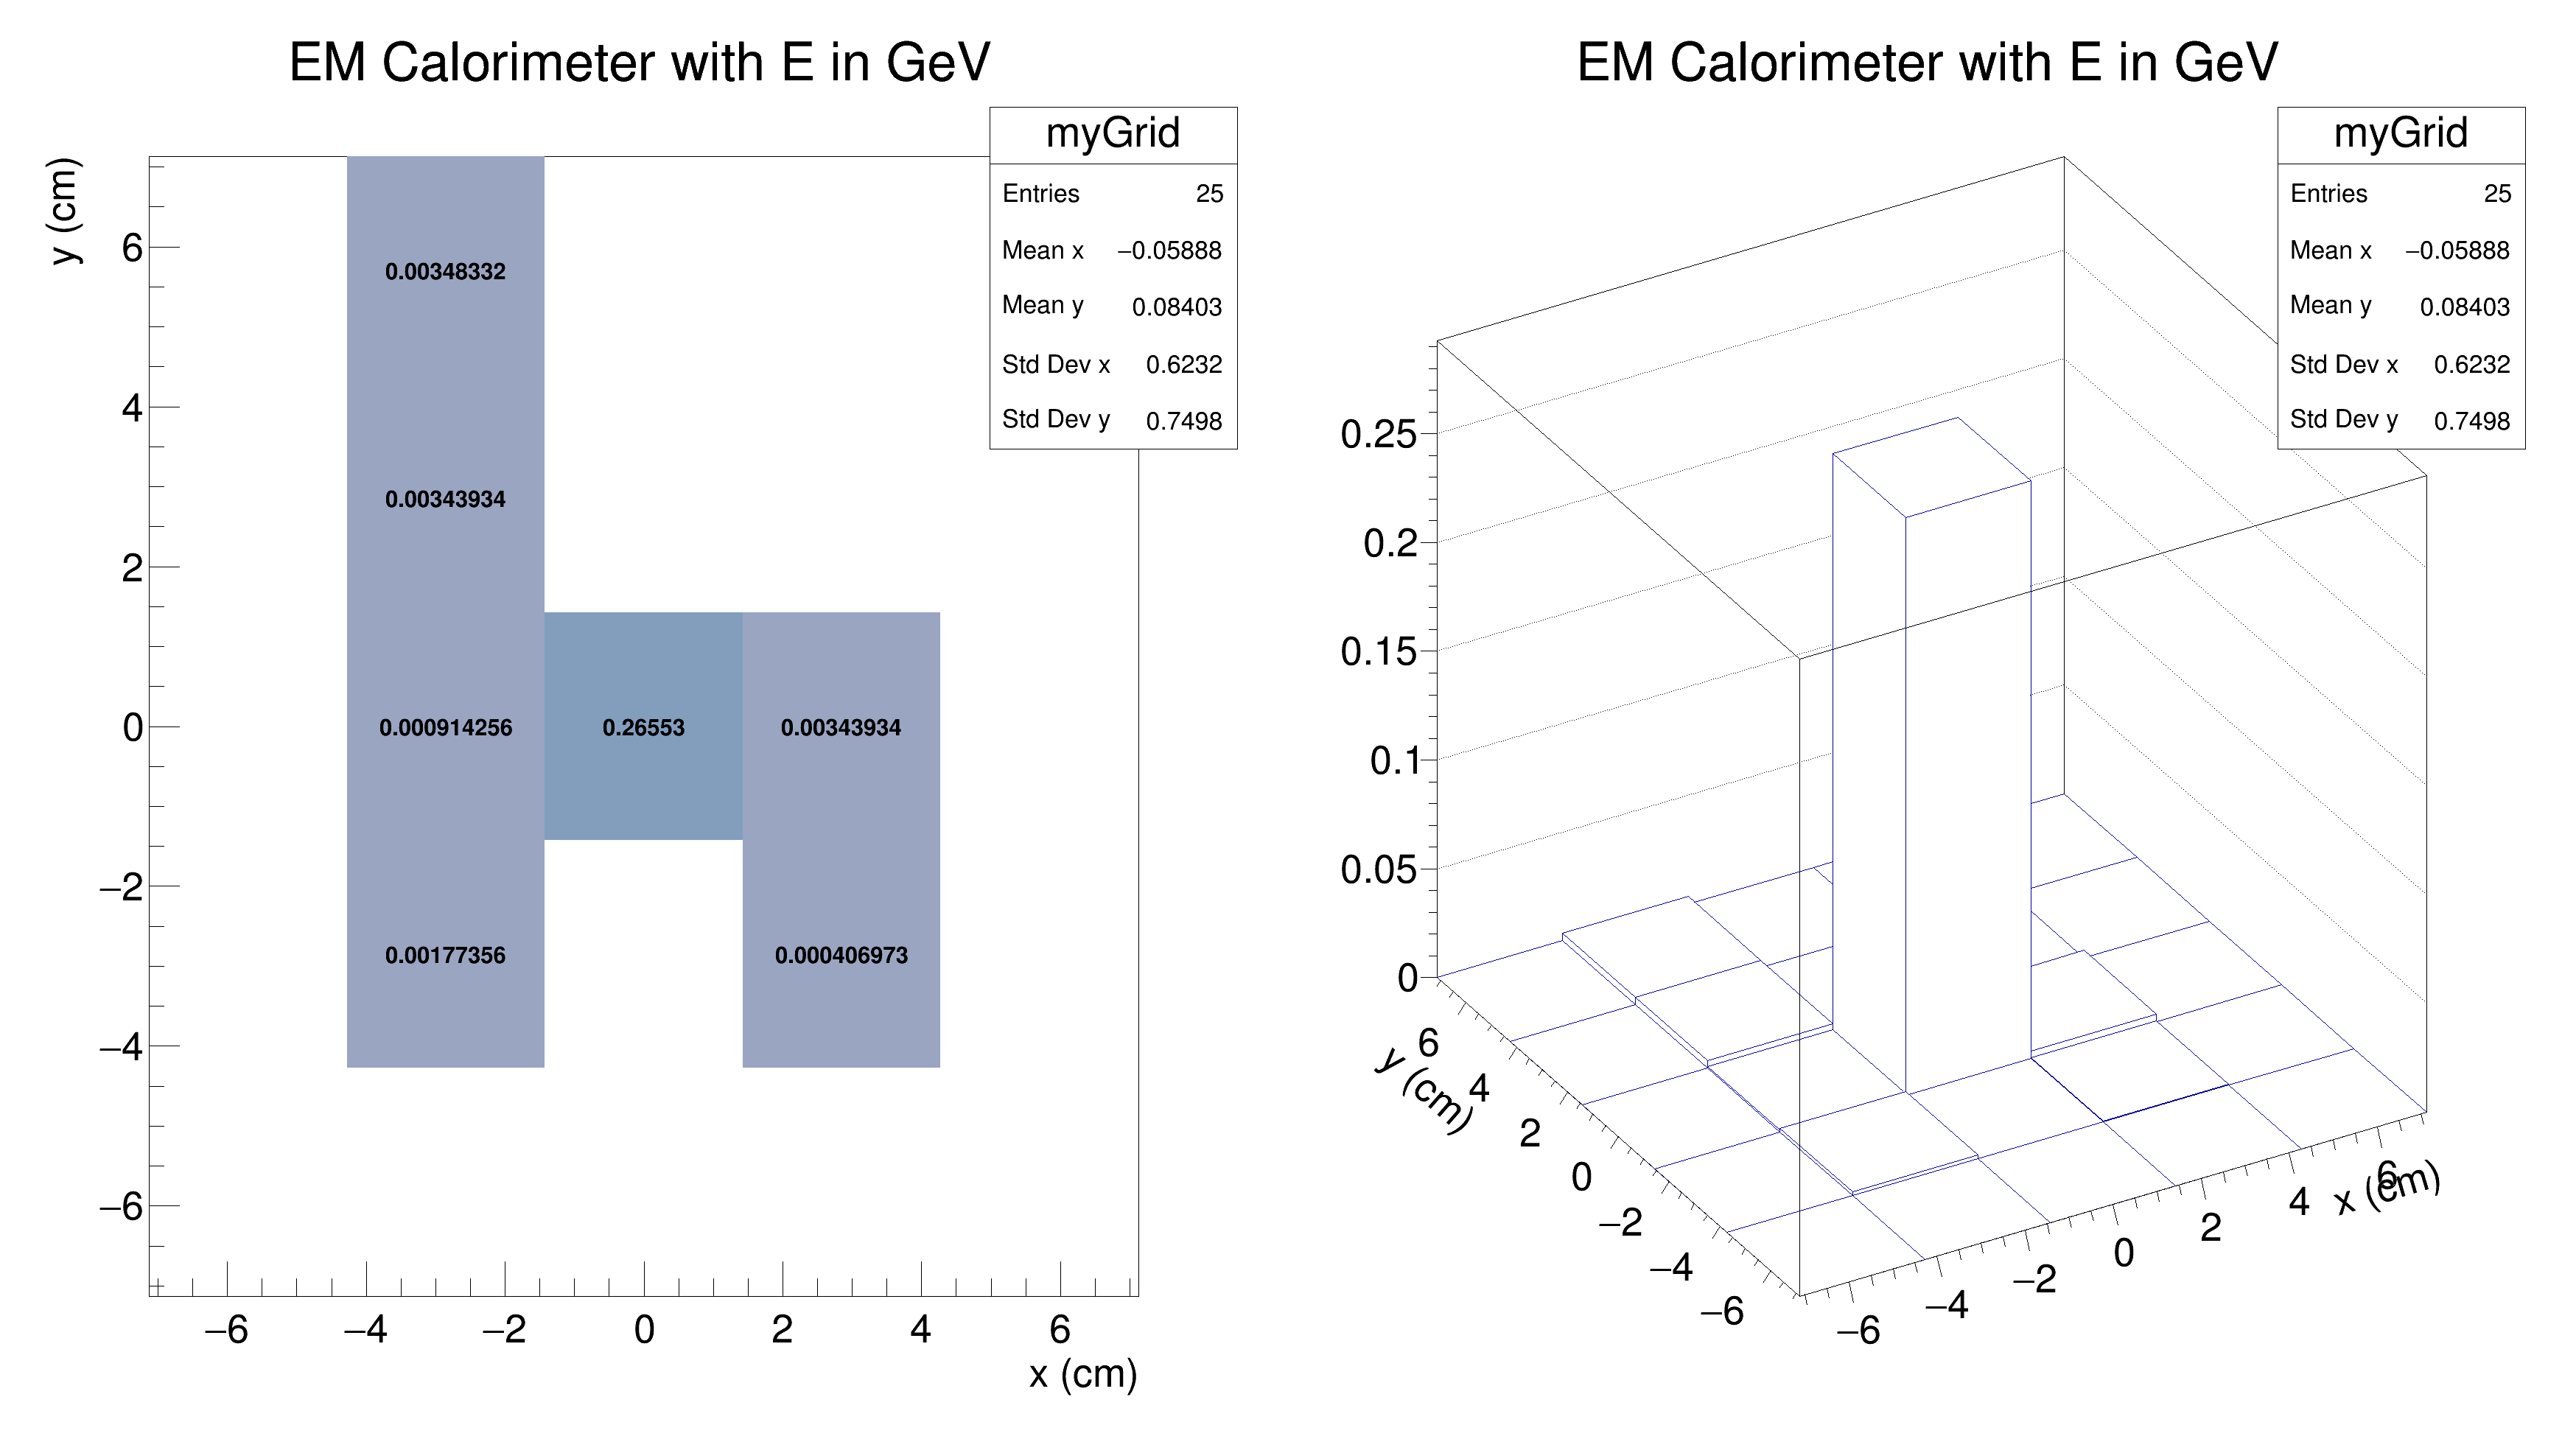 EM Calorimeter with E in GeV
myGrid
Entries 25
Mean x −0.05888
Mean y 0.08403
Std Dev x 0.6232
Std Dev y 0.7498
y (cm)
6
4
2
0
−2
−4
−6
0.00348332
0.00343934
0.000914256 0.26553 0.00343934
0.00177356 0.000406973
−6 −4 −2 0 2 4 6
x (cm)
EM Calorimeter with E in GeV
myGrid
Entries 25
Mean x −0.05888
Mean y 0.08403
Std Dev x 0.6232
Std Dev y 0.7498
0.25
0.2
0.15
0.1
0.05
0
6
4
2
0
−2
−4
−6
y (cm)
−6
−4
−2
0
2
4
6
x (cm)